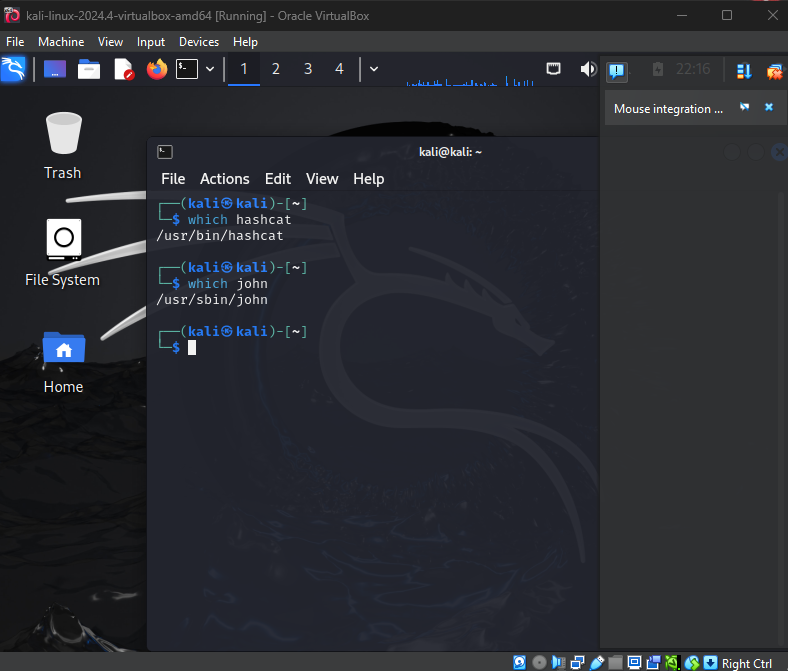 kali-linux-2024.4-virtualbox-amd64 [Running] - Oracle VirtualBox
File Machine View Input Devices Help
1 2 3 4 22:16
Mouse integration ...
Trash
File System
Home
kali@kali: ~
File Actions Edit View Help
┌──(kali㉿kali)-[~]
└─$ which hashcat
/usr/bin/hashcat
┌──(kali㉿kali)-[~]
└─$ which john
/usr/sbin/john
┌──(kali㉿kali)-[~]
└─$
Right Ctrl